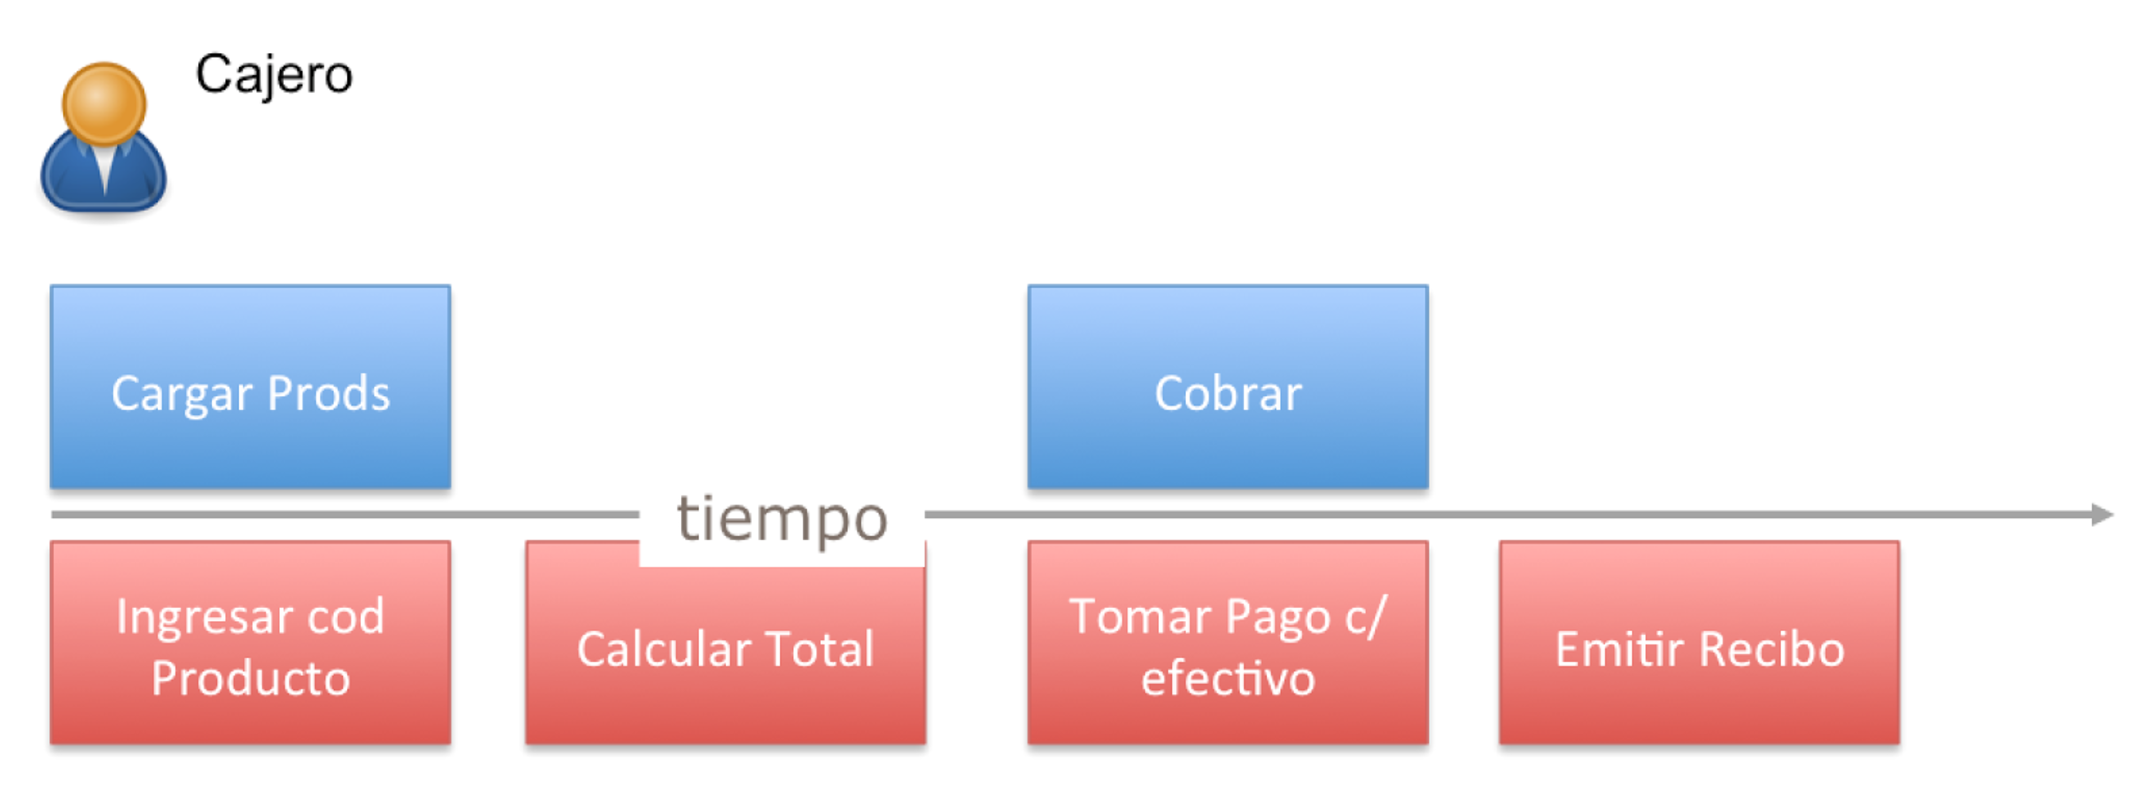 Cajero
Cargar Prods
Cobrar
tiempo
Ingresar cod
Producto
Calcular Total
Tomar Pago c/
efectivo
Emitir Recibo